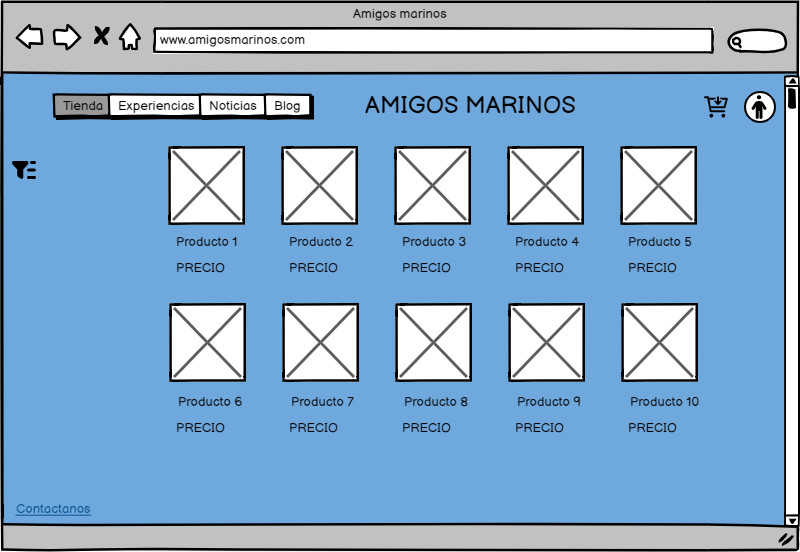 Amigos marinos
www.amigosmarinos.com
Tienda Experiencias Noticias Blog
AMIGOS MARINOS
Producto 1 Producto 2 Producto 3 Producto 4 Producto 5
PRECIO PRECIO PRECIO PRECIO PRECIO
Producto 6 Producto 7 Producto 8 Producto 9 Producto 10
PRECIO PRECIO PRECIO PRECIO PRECIO
Contactanos